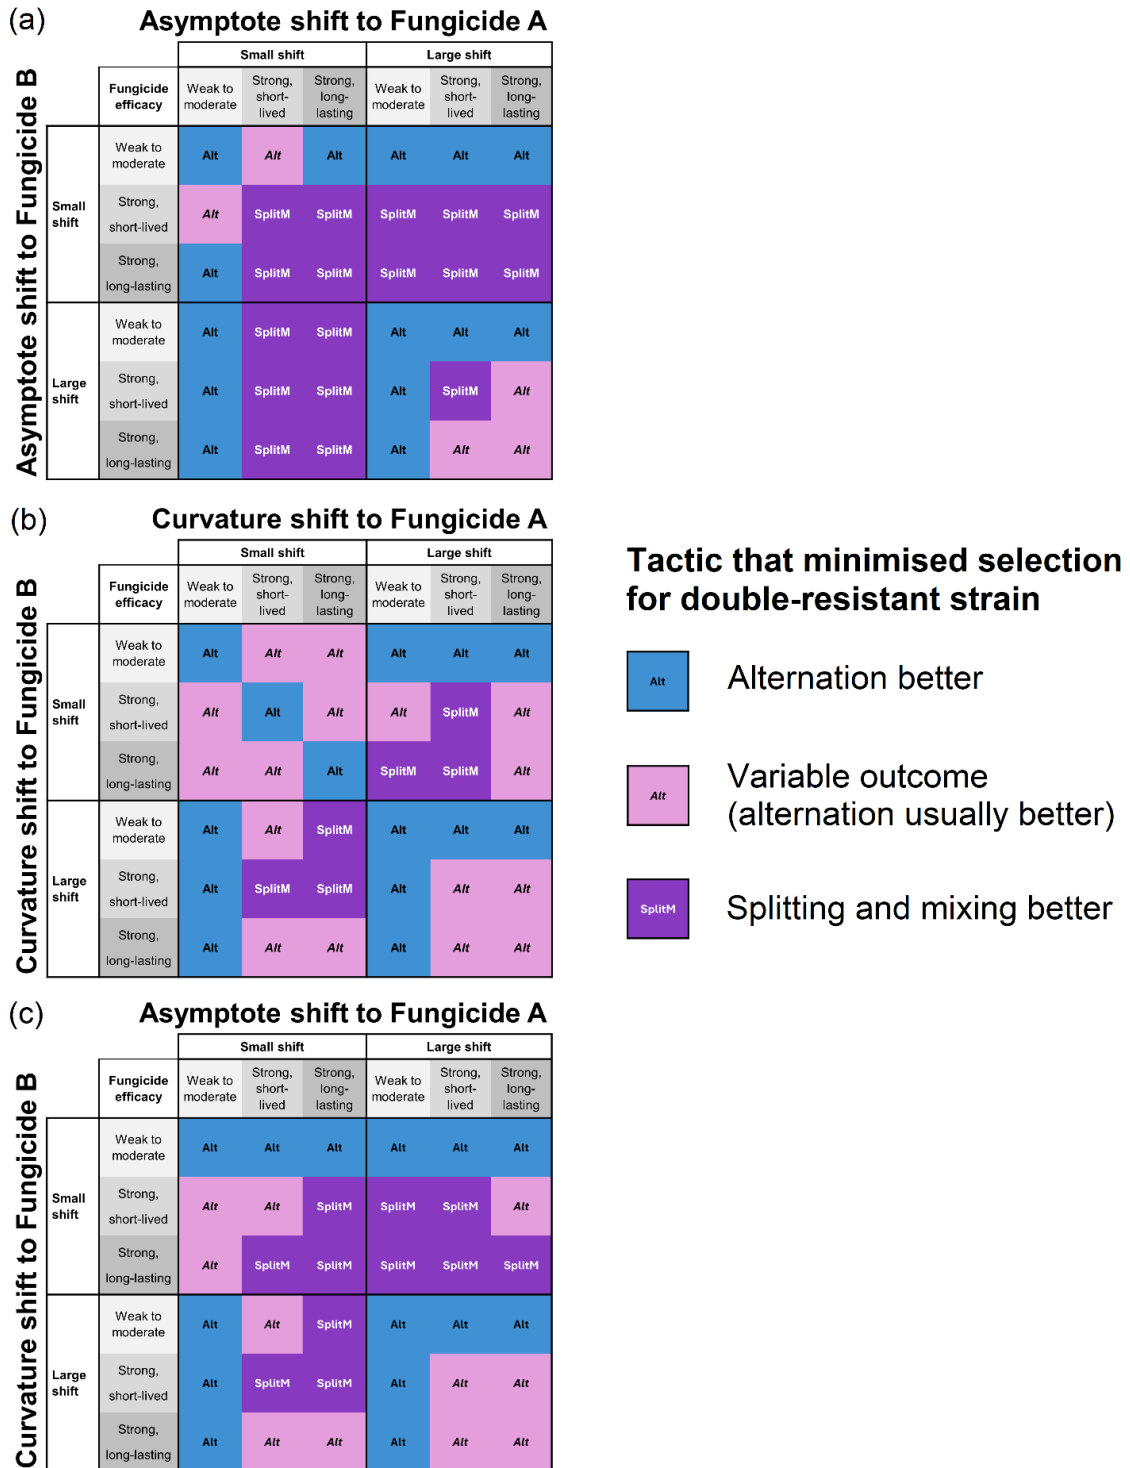 (a)
Asymptote shift to Fungicide A
Asymptote shift to Fungicide B
Small shift Large shift
Fungicide
efficacy
Weak to
moderate
Strong,
short-
lived
Strong,
long-
lasting
Weak to
moderate
Strong,
short-
lived
Strong,
long-
lasting
Small
shift
Weak to
moderate
Alt Alt Alt Alt Alt Alt
Strong,
short-lived
Alt SplitM SplitM SplitM SplitM SplitM
Strong,
long-lasting
Alt SplitM SplitM SplitM SplitM SplitM
Large
shift
Weak to
moderate
Alt SplitM SplitM Alt Alt Alt
Strong,
short-lived
Alt SplitM SplitM Alt SplitM Alt
Strong,
long-lasting
Alt SplitM SplitM Alt Alt Alt
(b)
Curvature shift to Fungicide A
Curvature shift to Fungicide B
Small shift Large shift
Fungicide
efficacy
Weak to
moderate
Strong,
short-
lived
Strong,
long-
lasting
Weak to
moderate
Strong,
short-
lived
Strong,
long-
lasting
Small
shift
Weak to
moderate
Alt Alt Alt Alt Alt Alt
Strong,
short-lived
Alt Alt Alt Alt SplitM Alt
Strong,
long-lasting
Alt Alt Alt SplitM SplitM Alt
Large
shift
Weak to
moderate
Alt Alt SplitM Alt Alt Alt
Strong,
short-lived
Alt SplitM SplitM Alt Alt Alt
Strong,
long-lasting
Alt Alt Alt Alt Alt Alt
Tactic that minimised selection
for double-resistant strain
Alt Alternation better
Alt Variable outcome
(alternation usually better)
SplitM Splitting and mixing better
(c)
Asymptote shift to Fungicide A
Curvature shift to Fungicide B
Small shift Large shift
Fungicide
efficacy
Weak to
moderate
Strong,
short-
lived
Strong,
long-
lasting
Weak to
moderate
Strong,
short-
lived
Strong,
long-
lasting
Small
shift
Weak to
moderate
Alt Alt Alt Alt Alt Alt
Strong,
short-lived
Alt Alt SplitM SplitM SplitM Alt
Strong,
long-lasting
Alt SplitM SplitM SplitM SplitM SplitM
Large
shift
Weak to
moderate
Alt Alt SplitM Alt Alt Alt
Strong,
short-lived
Alt SplitM SplitM Alt Alt Alt
Strong,
long-lasting
Alt Alt Alt Alt Alt Alt